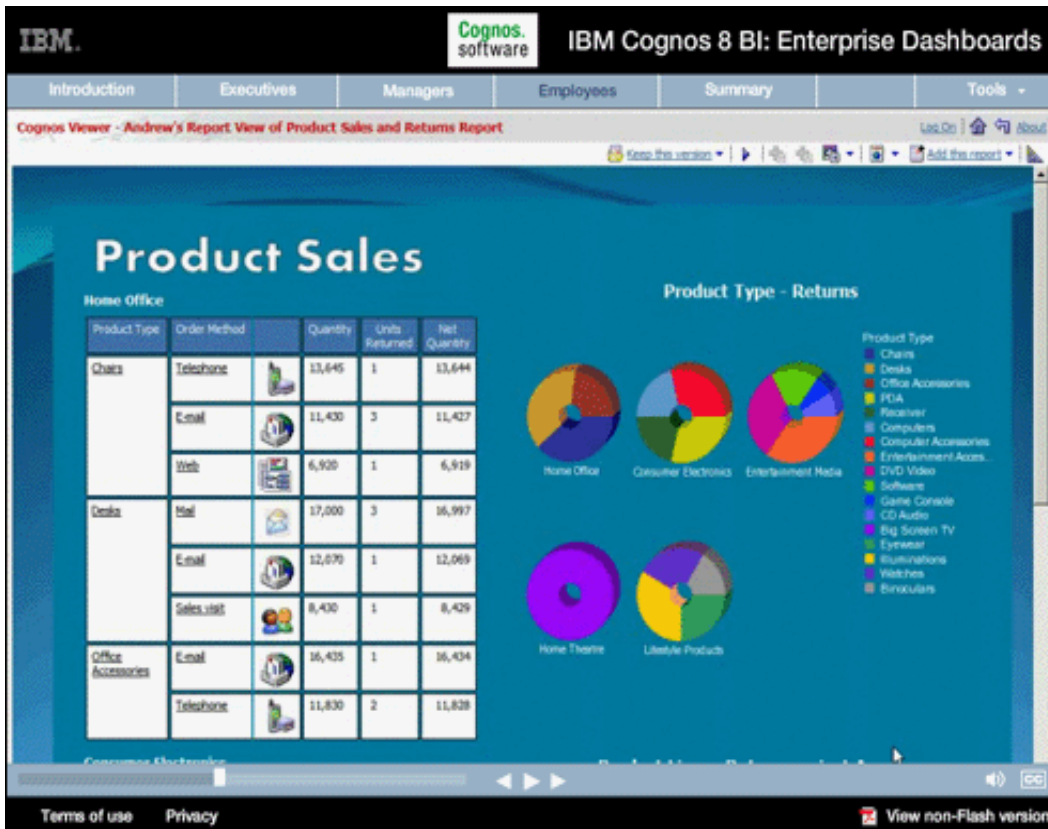 IBM.
Cognos.
software
IBM Cognos 8 BI: Enterprise Dashboards
Introduction Executives Managers Employees Summary Tools
Cognos Viewer - Andrew's Report View of Product Sales and Returns Report
Log On About
Keep this version Add this report
Product Sales
Home Office
Product Type Order Method Quantity Units Returned Net Quantity
Chairs Telephone 13,645 1 13,644
E-mail 11,430 3 11,427
Web 6,920 1 6,919
Desks Mail 17,000 3 16,997
E-mail 12,070 1 12,069
Sales visit 8,430 1 8,429
Office Accessories E-mail 16,435 1 16,434
Telephone 11,830 2 11,828
Consumer Electronics
Product Type - Returns
Home Office Consumer Electronics Entertainment Media
Home Theatre Lifestyle Products
Product Type
Chairs
Desks
Office Accessories
PDA
Receiver
Computers
Computer Accessories
Entertainment Acces...
DVD Video
Software
Game Console
CD Audio
Big Screen TV
Eyewear
Illuminations
Watches
Binoculars
CC
Terms of use Privacy View non-Flash version